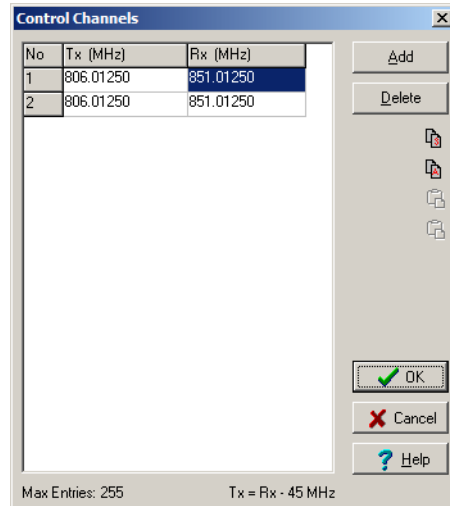 Control Channels
No Tx (MHz) Rx (MHz)
1 806.01250 851.01250
2 806.01250 851.01250
Add
Delete
OK
Cancel
Help
Max Entries: 255 Tx = Rx - 45 MHz